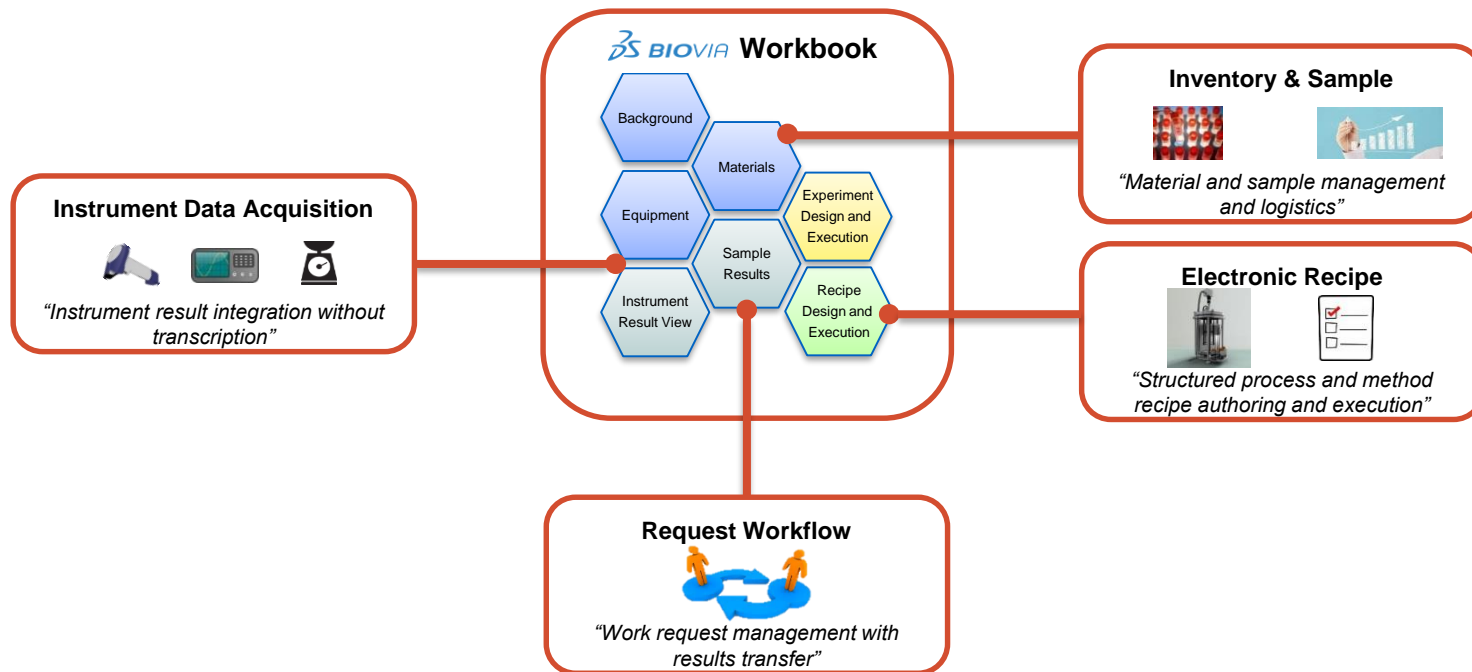 BIOVIA Workbook
Background
Materials
Equipment
Experiment
Design and
Execution
Sample
Results
Instrument
Result View
Recipe
Design and
Execution
Instrument Data Acquisition
“Instrument result integration without
transcription”
Inventory & Sample
“Material and sample management
and logistics”
Electronic Recipe
“Structured process and method
recipe authoring and execution”
Request Workflow
“Work request management with
results transfer”